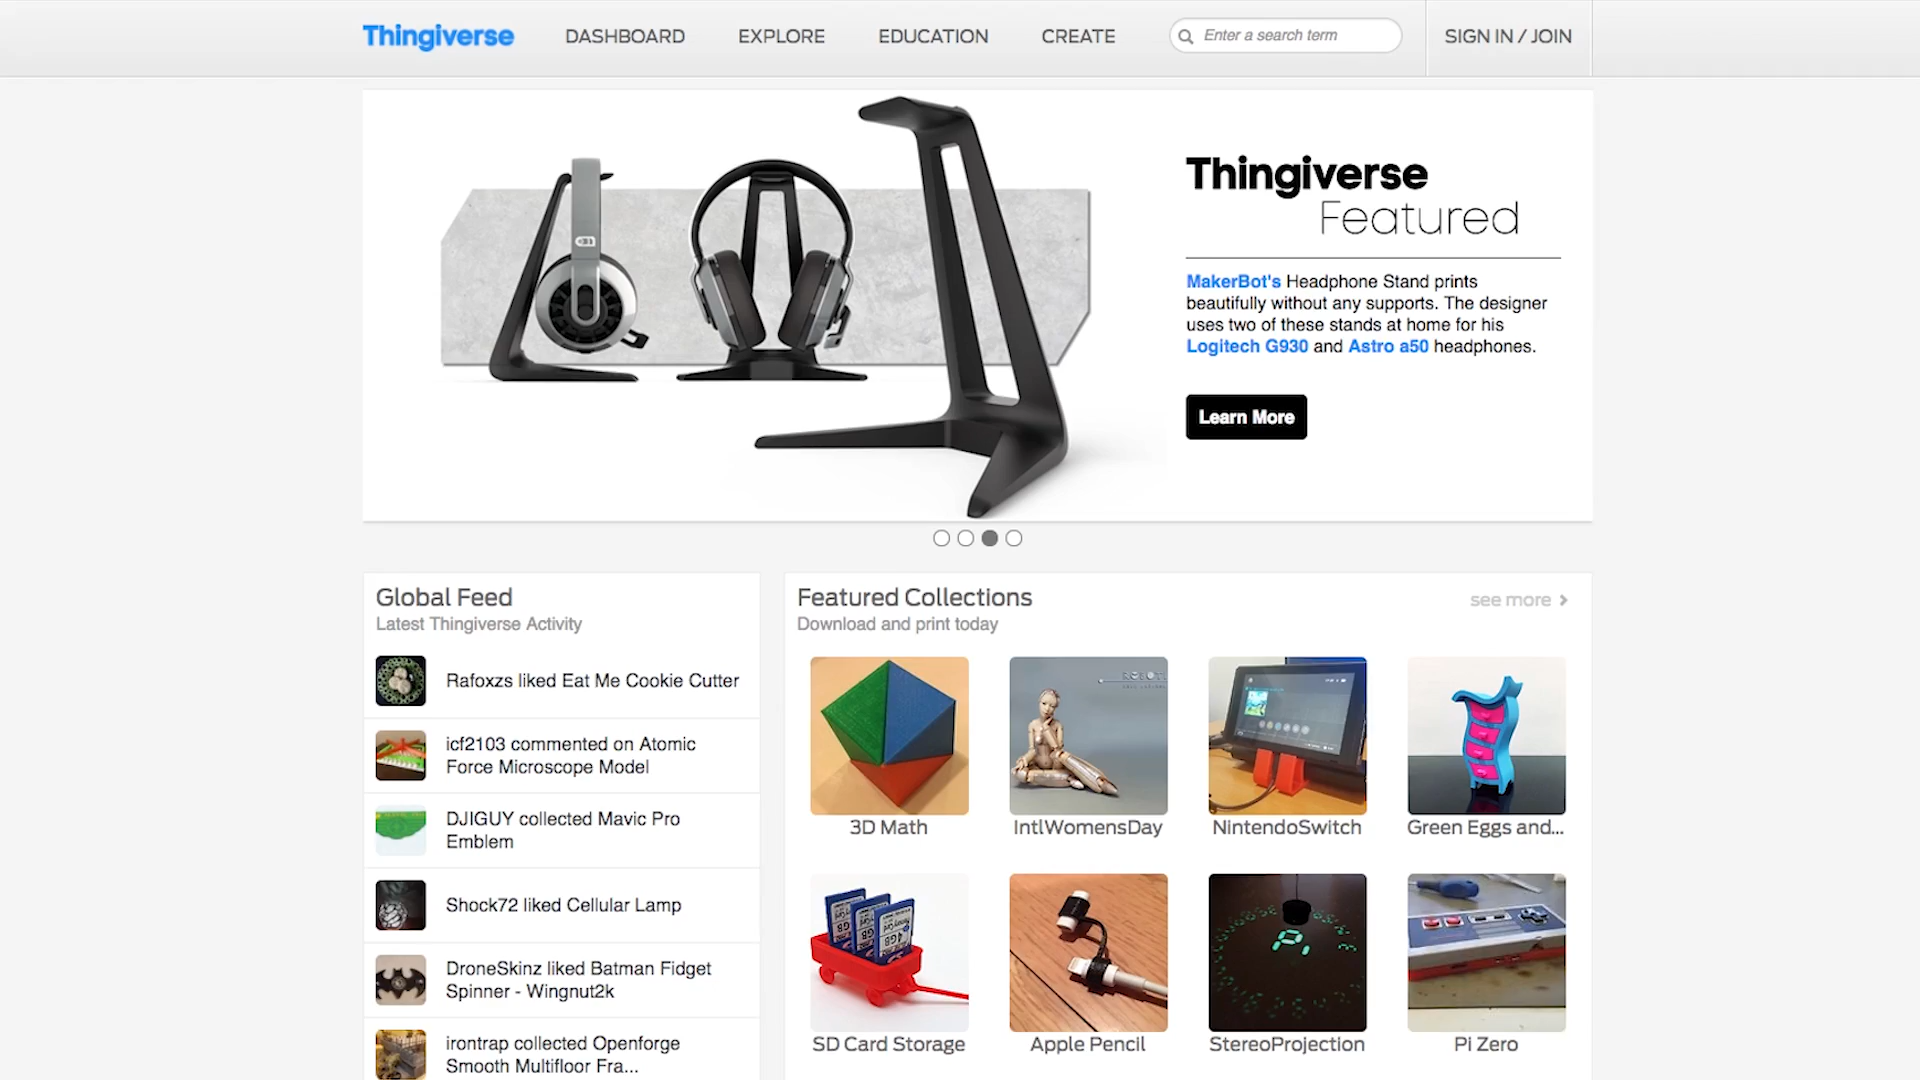 Thingiverse
DASHBOARD
EXPLORE
EDUCATION
CREATE
Enter a search term
SIGN IN / JOIN
Thingiverse
Featured
MakerBot's Headphone Stand prints
beautifully without any supports. The designer
uses two of these stands at home for his
Logitech G930 and Astro a50 headphones.
Learn More
Global Feed
Latest Thingiverse Activity
Rafoxzs liked Eat Me Cookie Cutter
icf2103 commented on Atomic
Force Microscope Model
DJIGUY collected Mavic Pro
Emblem
Shock72 liked Cellular Lamp
DroneSkinz liked Batman Fidget
Spinner - Wingnut2k
irontrap collected Openforge
Smooth Multifloor Fra...
Featured Collections
see more
Download and print today
3D Math
IntlWomensDay
NintendoSwitch
Green Eggs and...
4GB
SD Card Storage
Apple Pencil
StereoProjection
Pi Zero